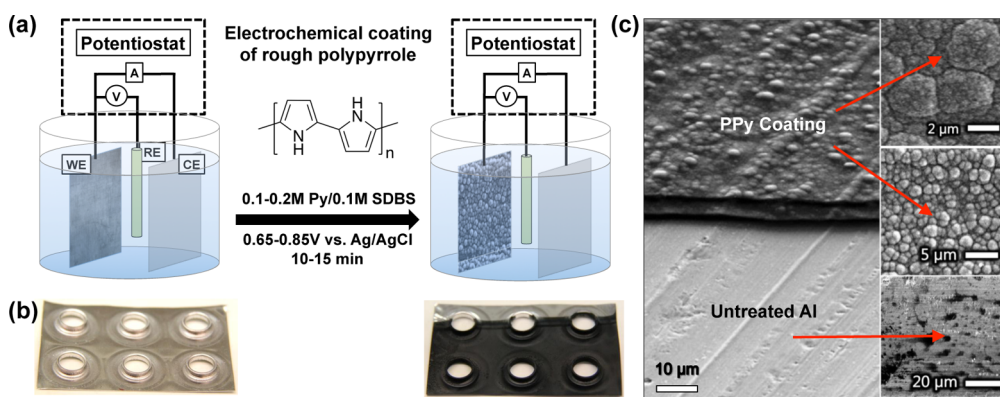 (a)
Potentiostat
A
V
WE
RE
CE
Electrochemical coating
of rough polypyrrole
H
N
N
H
n
0.1-0.2M Py/0.1M SDBS
0.65-0.85V vs. Ag/AgCl
10-15 min
Potentiostat
A
V
(b)
(c)
PPy Coating
Untreated Al
10 μm
2 μm
5 μm
20 μm